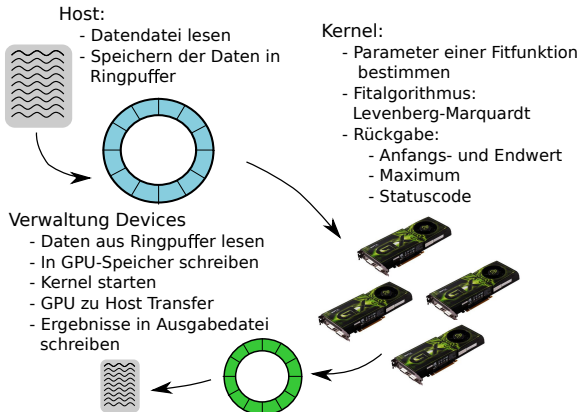 Host:
- Datendatei lesen
- Speichern der Daten in
Ringpuffer
Kernel:
- Parameter einer Fitfunktion
bestimmen
- Fitalgorithmus:
Levenberg-Marquardt
- Rückgabe:
- Anfangs- und Endwert
- Maximum
- Statuscode
Verwaltung Devices
- Daten aus Ringpuffer lesen
- In GPU-Speicher schreiben
- Kernel starten
- GPU zu Host Transfer
- Ergebnisse in Ausgabedatei
schreiben